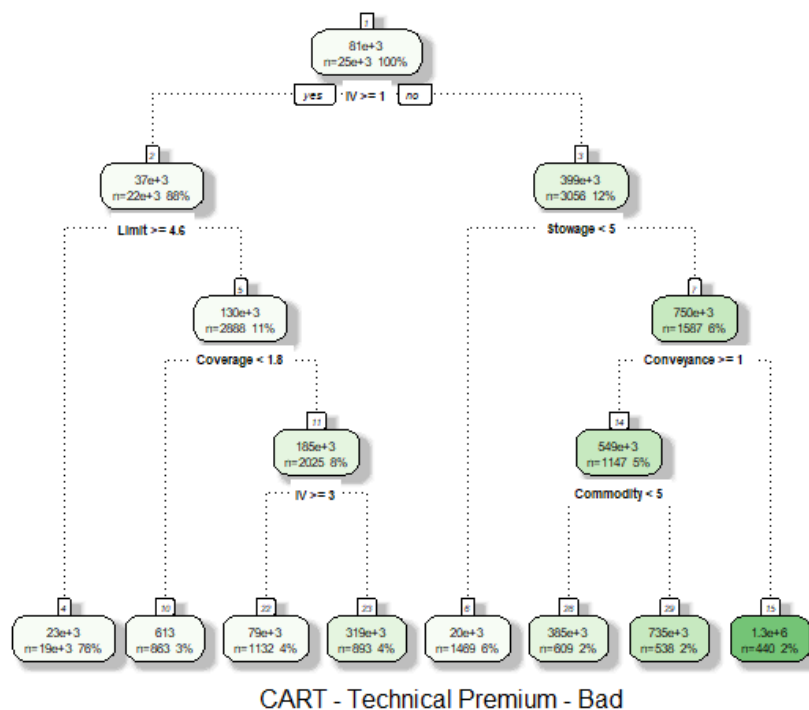 1
81e+3
n=25e+3 100%
yes IV >= 1 no
2
37e+3
n=22e+3 88%
3
399e+3
n=3056 12%
Limit >= 4.6
Stowage < 5
5
130e+3
n=2888 11%
7
750e+3
n=1587 6%
Coverage < 1.8
Conveyance >= 1
11
185e+3
n=2025 8%
14
549e+3
n=1147 5%
IV >= 3
Commodity < 5
4
23e+3
n=19e+3 76%
10
613
n=863 3%
22
79e+3
n=1132 4%
23
319e+3
n=893 4%
6
20e+3
n=1469 6%
28
385e+3
n=609 2%
29
735e+3
n=538 2%
15
1.3e+6
n=440 2%
CART - Technical Premium - Bad